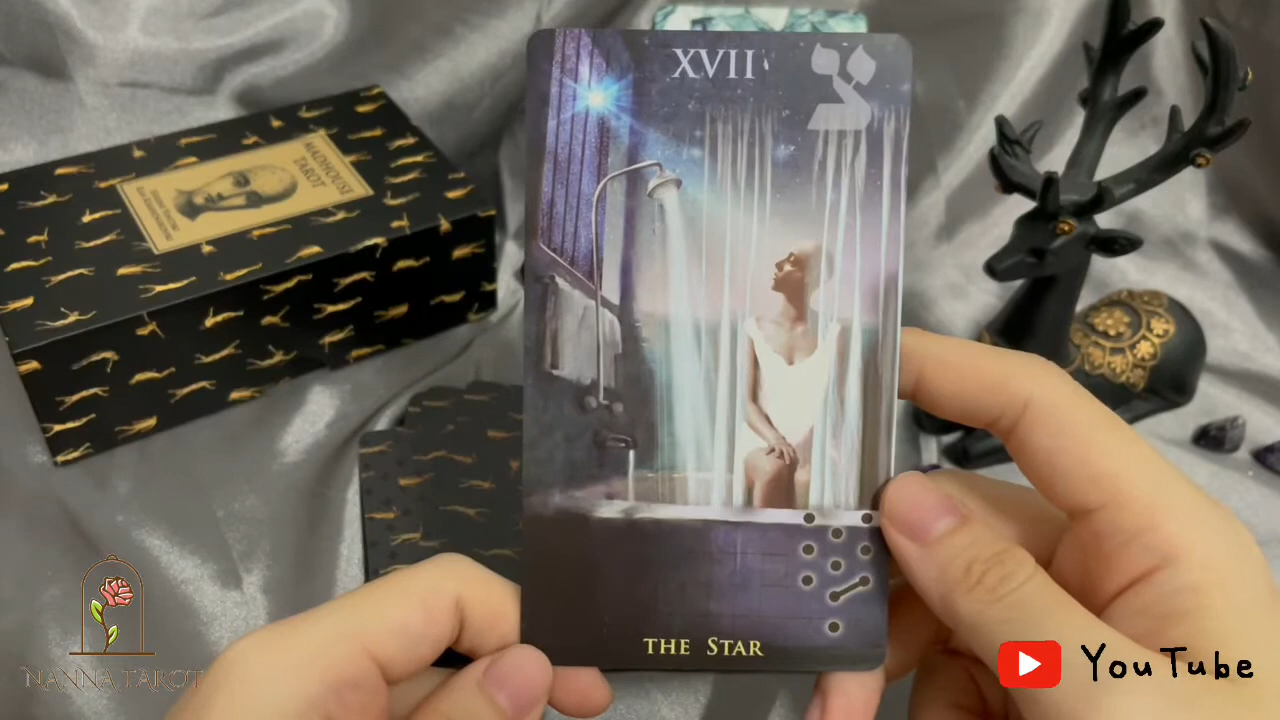 XVII
צ
MADHOUSE
TAROT
THE STAR
NANNA TAROT
YouTube